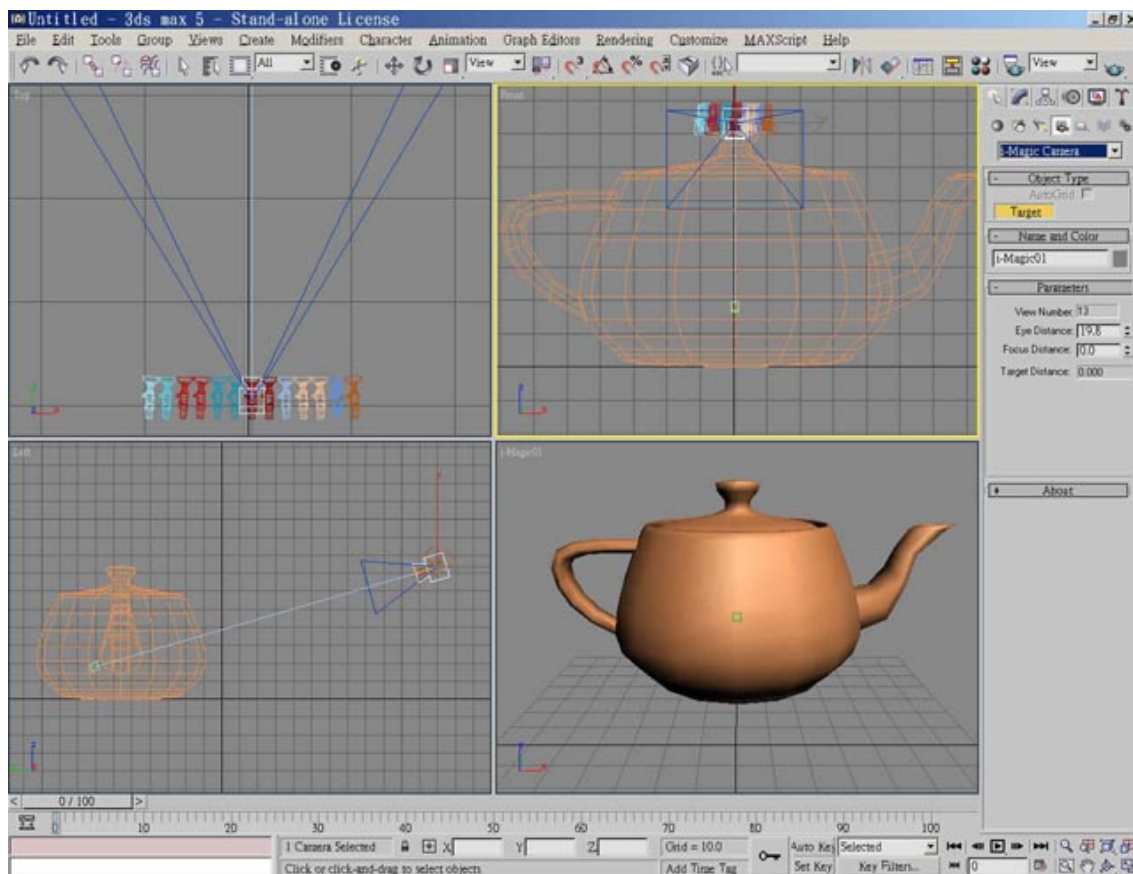 Untitled - 3ds max 5 - Stand-alone License
File Edit Tools Group Views Create Modifiers Character Animation Graph Editors Rendering Customize MAXScript Help
All
View
View
Top
Front
i-Magic Camera
Object Type
AutoGrid
Target
Name and Color
i-Magic01
Parameters
View Number: 13
Eye Distance: 19.8
Focus Distance: 0.0
Target Distance: 0.000
About
Left
i-Magic01
0 / 100
0 10 20 30 40 50 60 70 80 90 100
1 Camera Selected X Y Z Grid = 10.0 Auto Key Selected
Click or click-and-drag to select objects Add Time Tag Set Key Key Filters... 0